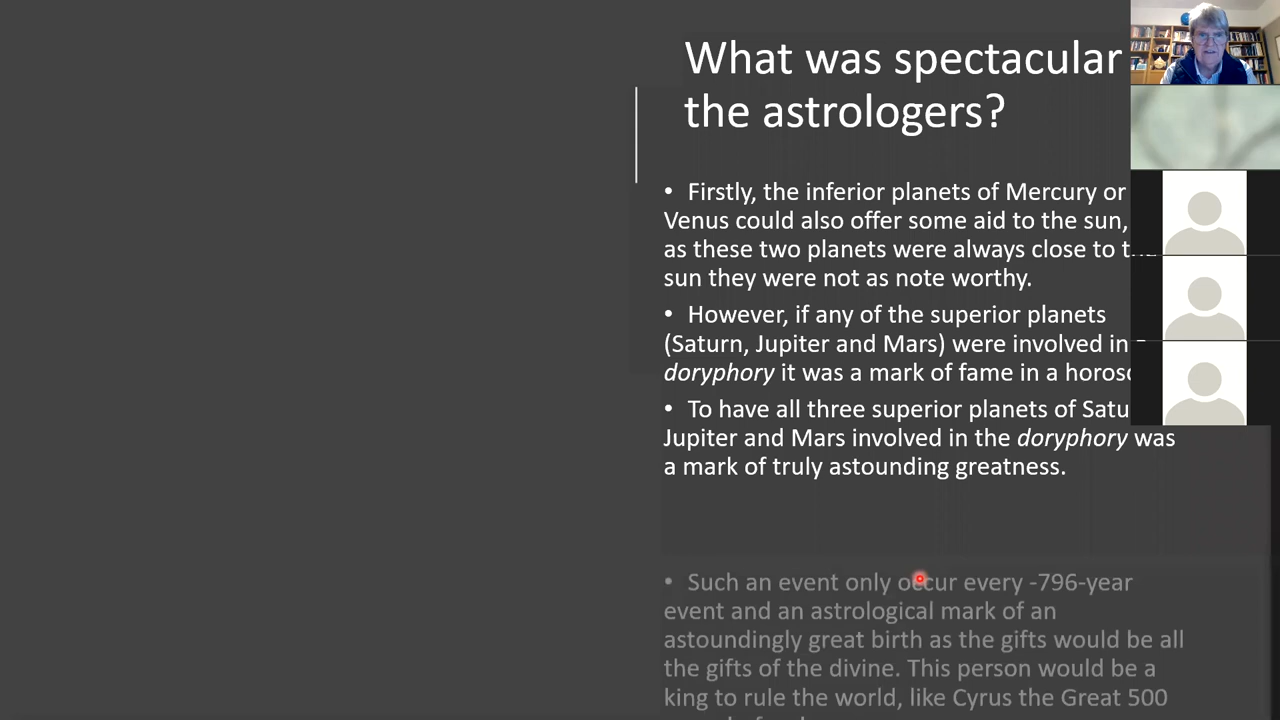 What was spectacular
the astrologers?
• Firstly, the inferior planets of Mercury or
Venus could also offer some aid to the sun,
as these two planets were always close to
sun they were not as note worthy.
• However, if any of the superior planets
(Saturn, Jupiter and Mars) were involved in
doryphory it was a mark of fame in a
• To have all three superior planets of
Jupiter and Mars involved in the doryphory was
a mark of truly astounding greatness.
• Such an event only occur every -796-year
event and an astrological mark of an
astoundingly great birth as the gifts would be all
the gifts of the divine. This person would be a
king to rule the world, like Cyrus the Great 500